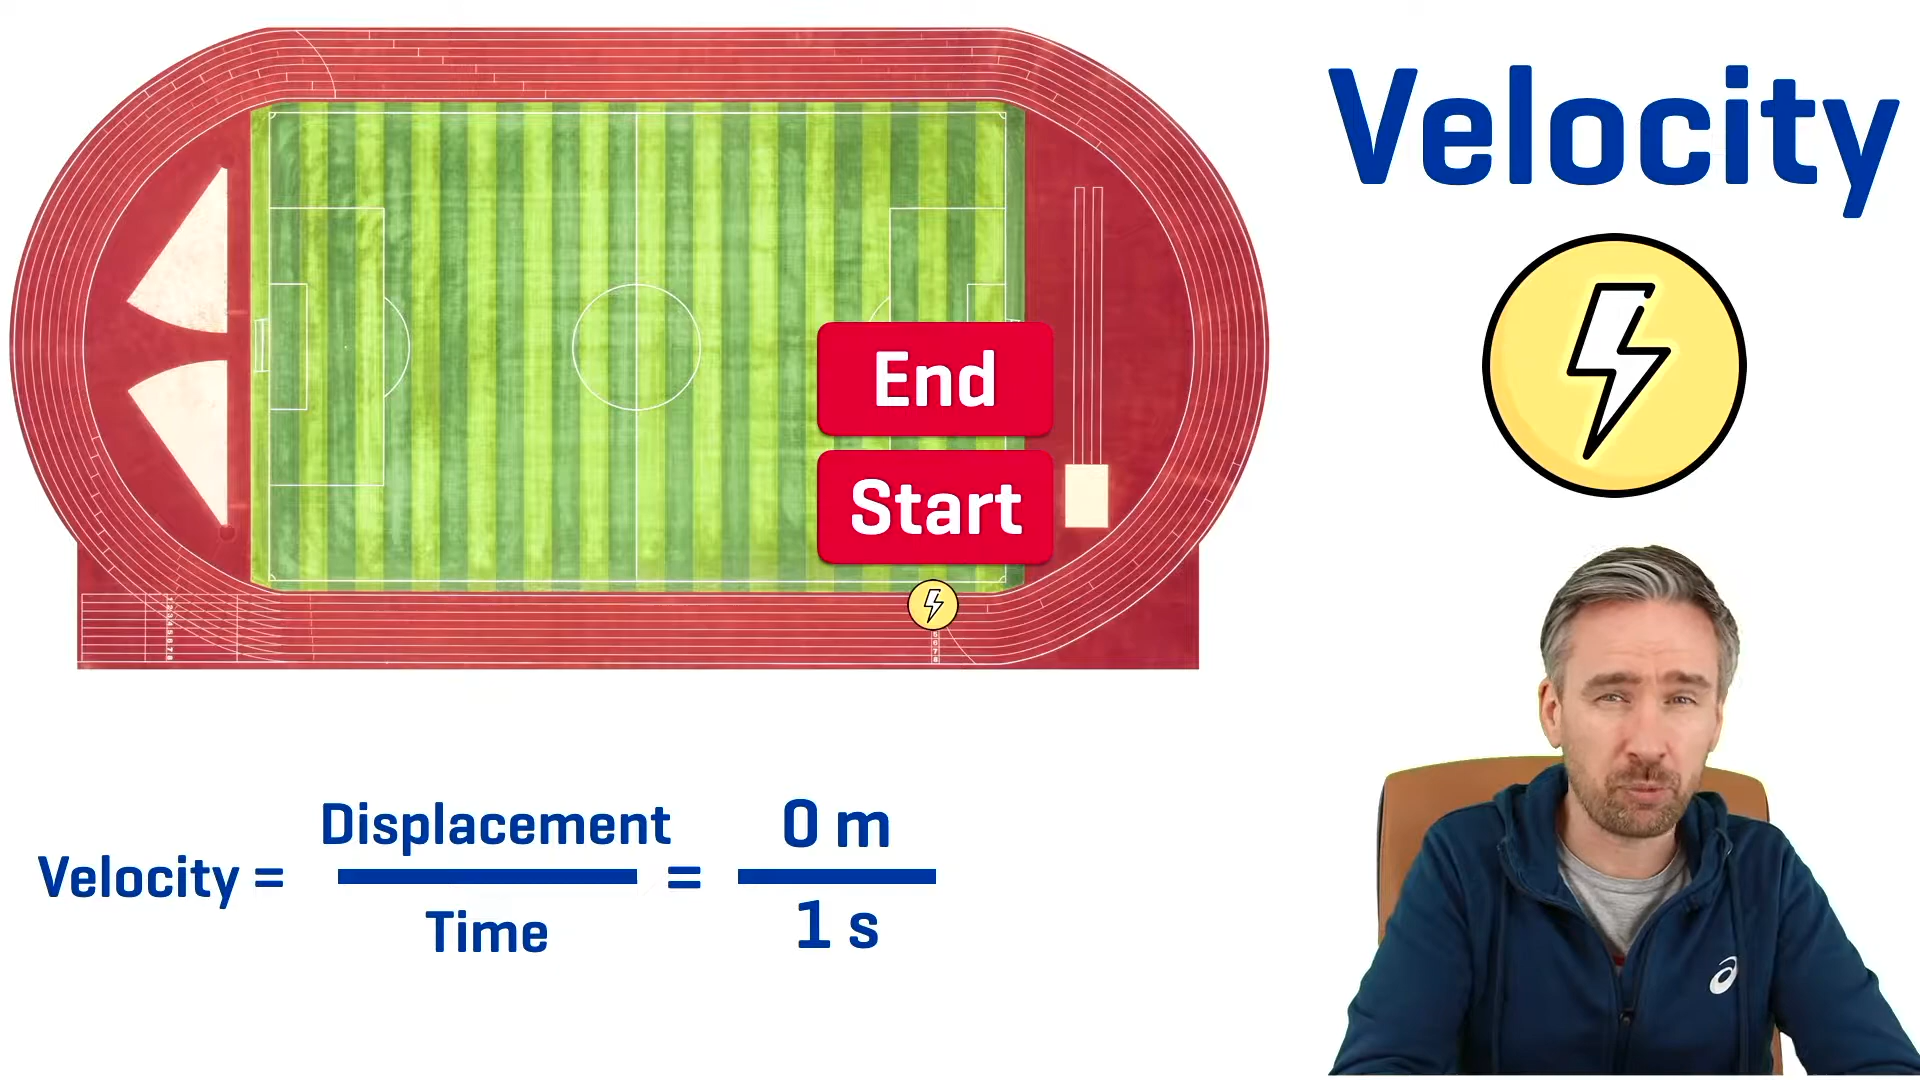 Velocity
End
Start
Velocity = Displacement / Time = 0 m / 1 s